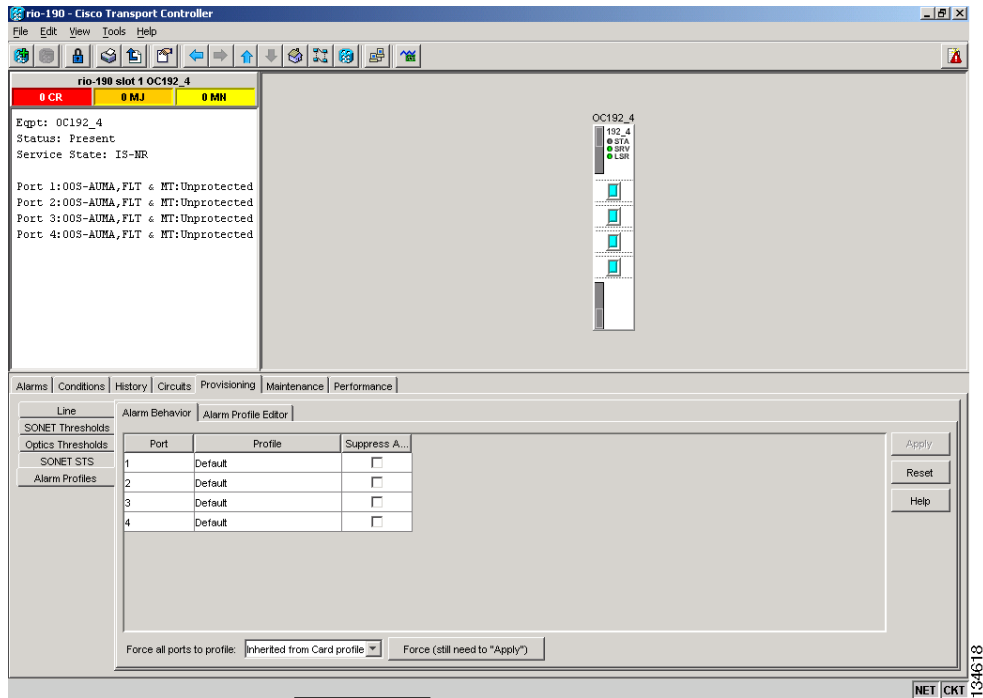 rio-190 - Cisco Transport Controller
File Edit View Tools Help
rio-190 slot 1 OC192_4
0 CR 0 MJ 0 MN
Eqpt: OC192_4
Status: Present
Service State: IS-NR
Port 1:OOS-AUMA,FLT & MT:Unprotected
Port 2:OOS-AUMA,FLT & MT:Unprotected
Port 3:OOS-AUMA,FLT & MT:Unprotected
Port 4:OOS-AUMA,FLT & MT:Unprotected
OC192_4
192_4
STA
SRV
LSR
Alarms Conditions History Circuits Provisioning Maintenance Performance
Line
SONET Thresholds
Optics Thresholds
SONET STS
Alarm Profiles
Alarm Behavior Alarm Profile Editor
Port Profile Suppress A...
1 Default
2 Default
3 Default
4 Default
Apply
Reset
Help
Force all ports to profile: Inherited from Card profile Force (still need to "Apply")
NET CKT
134618